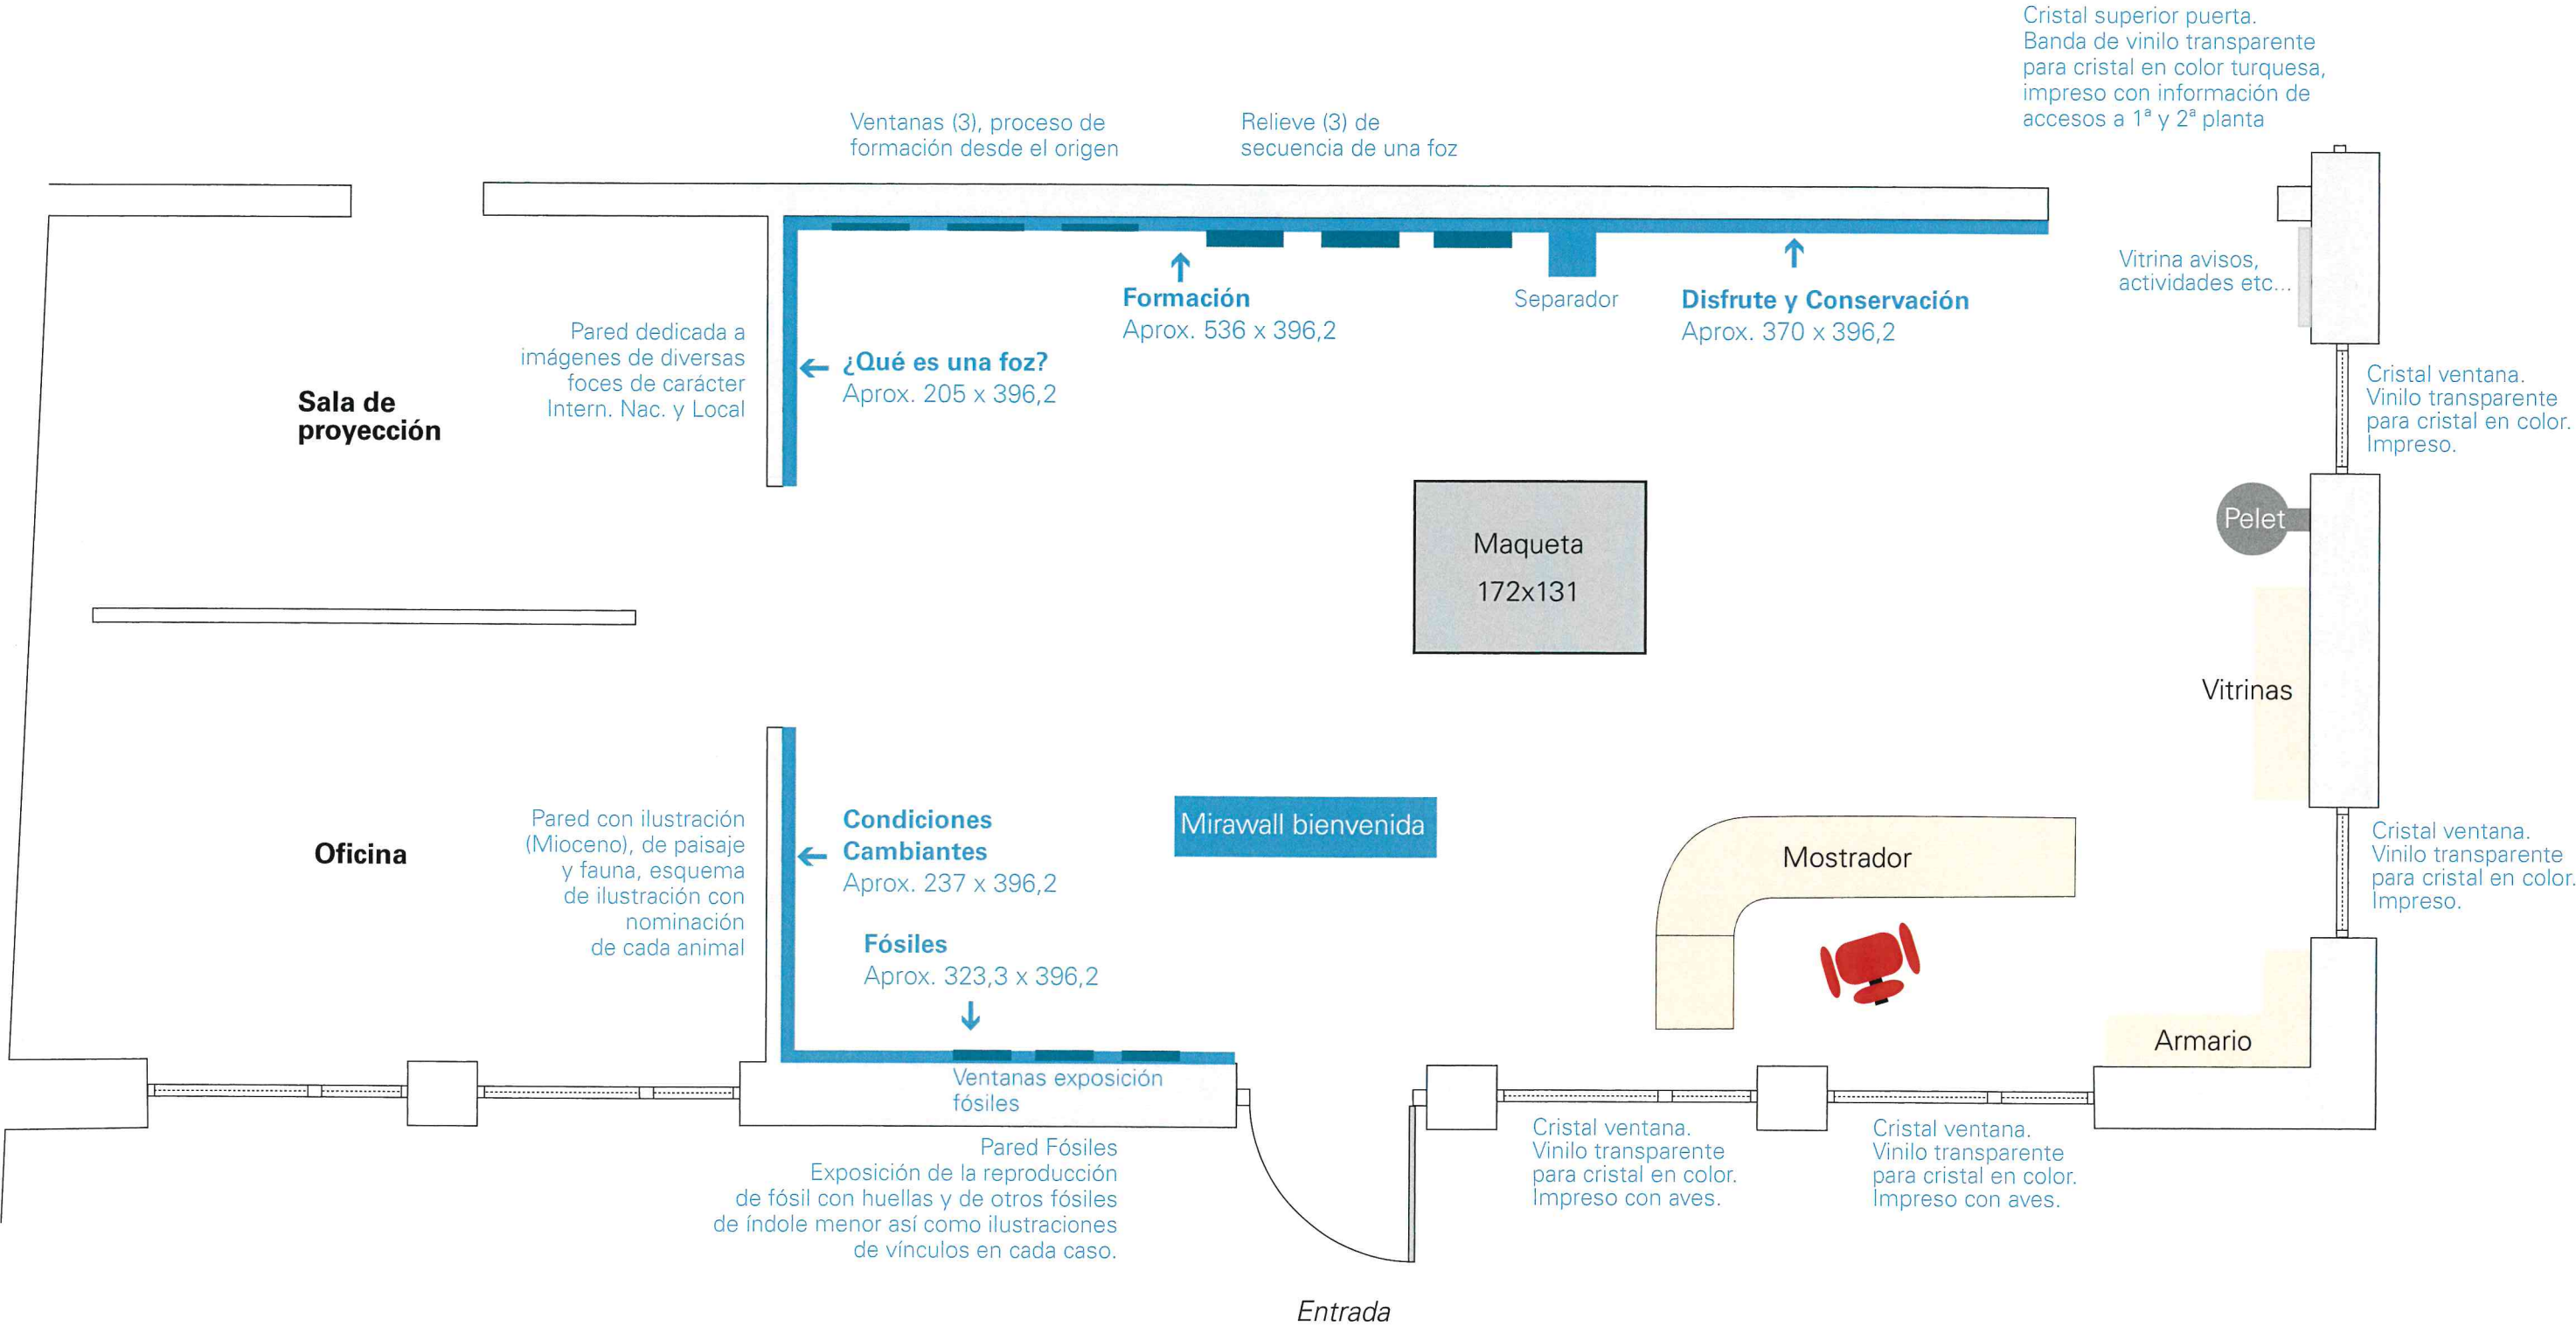 Cristal superior puerta.
Banda de vinilo transparente
para cristal en color turquesa,
impreso con información de
accesos a 1ª y 2ª planta
Ventanas (3), proceso de
formación desde el origen
Relieve (3) de
secuencia de una foz
Vitrina avisos,
actividades etc...
Formación
Aprox. 536 x 396,2
Separador
Disfrute y Conservación
Aprox. 370 x 396,2
Pared dedicada a
imágenes de diversas
foces de carácter
Intern. Nac. y Local
¿Qué es una foz?
Aprox. 205 x 396,2
Sala de
proyección
Cristal ventana.
Vinilo transparente
para cristal en color.
Impreso.
Pelet
Maqueta
172x131
Vitrinas
Pared con ilustración
(Mioceno), de paisaje
y fauna, esquema
de ilustración con
nominación
de cada animal
Oficina
Condiciones
Cambiantes
Aprox. 237 x 396,2
Mirawall bienvenida
Mostrador
Cristal ventana.
Vinilo transparente
para cristal en color.
Impreso.
Fósiles
Aprox. 323,3 x 396,2
Armario
Ventanas exposición
fósiles
Pared Fósiles
Exposición de la reproducción
de fósil con huellas y de otros fósiles
de índole menor así como ilustraciones
de vínculos en cada caso.
Cristal ventana.
Vinilo transparente
para cristal en color.
Impreso con aves.
Cristal ventana.
Vinilo transparente
para cristal en color.
Impreso con aves.
Entrada